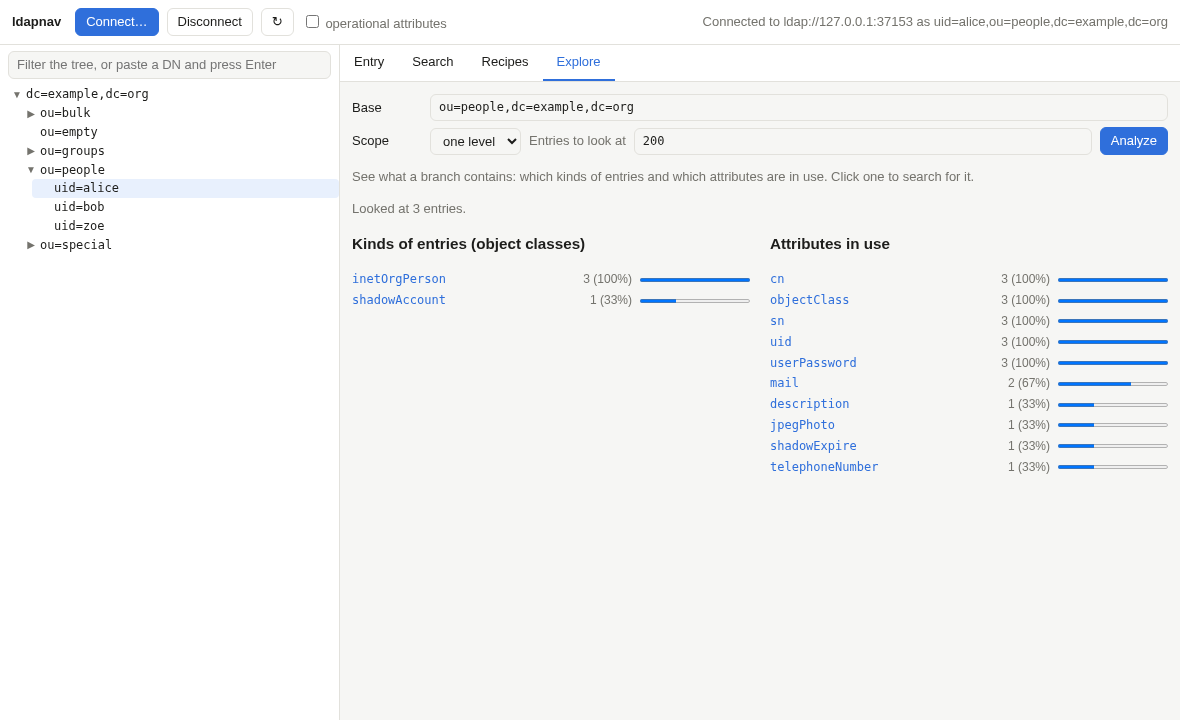 ldapnav Connect… Disconnect ↻ operational attributes Connected to ldap://127.0.0.1:37153 as uid=alice,ou=people,dc=example,dc=org
Filter the tree, or paste a DN and press Enter
▼ dc=example,dc=org
▶ ou=bulk
ou=empty
▶ ou=groups
▼ ou=people
uid=alice
uid=bob
uid=zoe
▶ ou=special
Entry Search Recipes Explore
Base ou=people,dc=example,dc=org
Scope one level Entries to look at 200 Analyze
See what a branch contains: which kinds of entries and which attributes are in use. Click one to search for it.
Looked at 3 entries.
Kinds of entries (object classes)
inetOrgPerson 3 (100%)
shadowAccount 1 (33%)
Attributes in use
cn 3 (100%)
objectClass 3 (100%)
sn 3 (100%)
uid 3 (100%)
userPassword 3 (100%)
mail 2 (67%)
description 1 (33%)
jpegPhoto 1 (33%)
shadowExpire 1 (33%)
telephoneNumber 1 (33%)